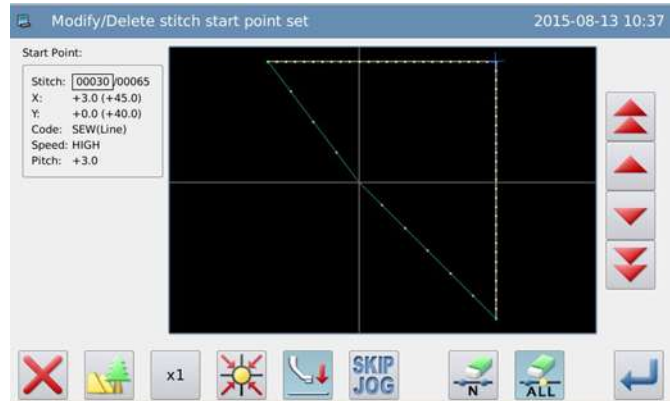 Modify/Delete stitch start point set 2015-08-13 10:37
Start Point:
Stitch: 00030/00065
X: +3.0 (+45.0)
Y: +0.0 (+40.0)
Code: SEW(Line)
Speed: HIGH
Pitch: +3.0
x1
SKIP
JOG
N
ALL